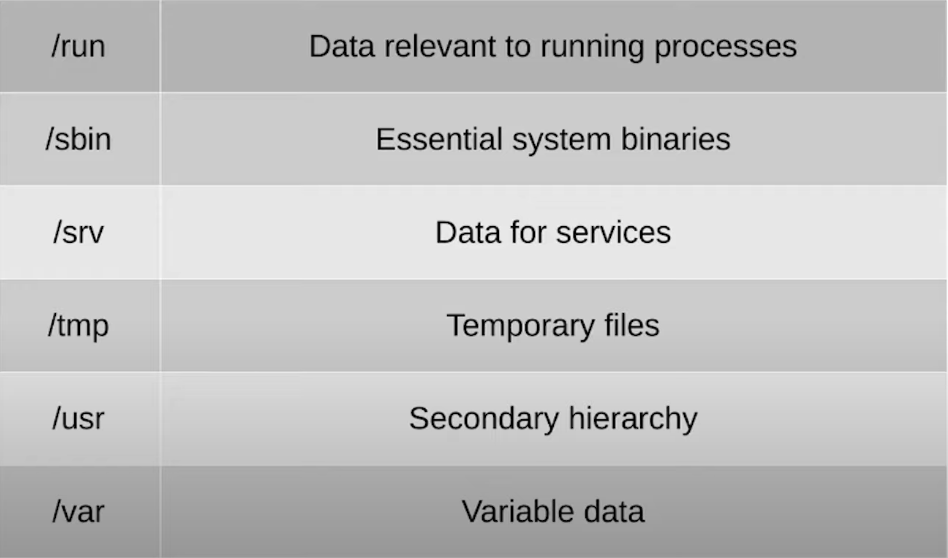 /run Data relevant to running processes
/sbin Essential system binaries
/srv Data for services
/tmp Temporary files
/usr Secondary hierarchy
/var Variable data